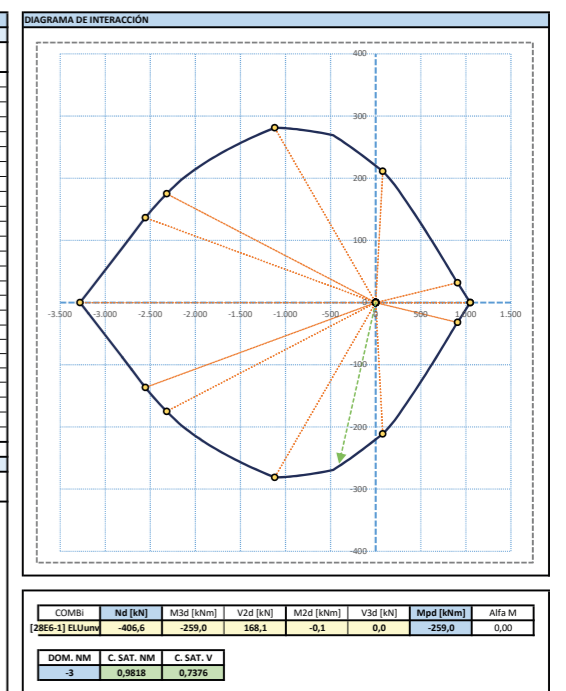 DIAGRAMA DE INTERACCIÓN
400
300
200
100
-3.500 -3.000 -2.500 -2.000 -1.500 -1.000 -500 0 500 1.000 1.500
-100
-200
-300
-400
COMBi Nd [kN] M3d [kNm] V2d [kN] M2d [kNm] V3d [kN] Mpd [kNm] Alfa M
[28E6-1] ELUunv -406,6 -259,0 168,1 -0,1 0,0 -259,0 0,00
DOM. NM C. SAT. NM C. SAT. V
-3 0,9818 0,7376